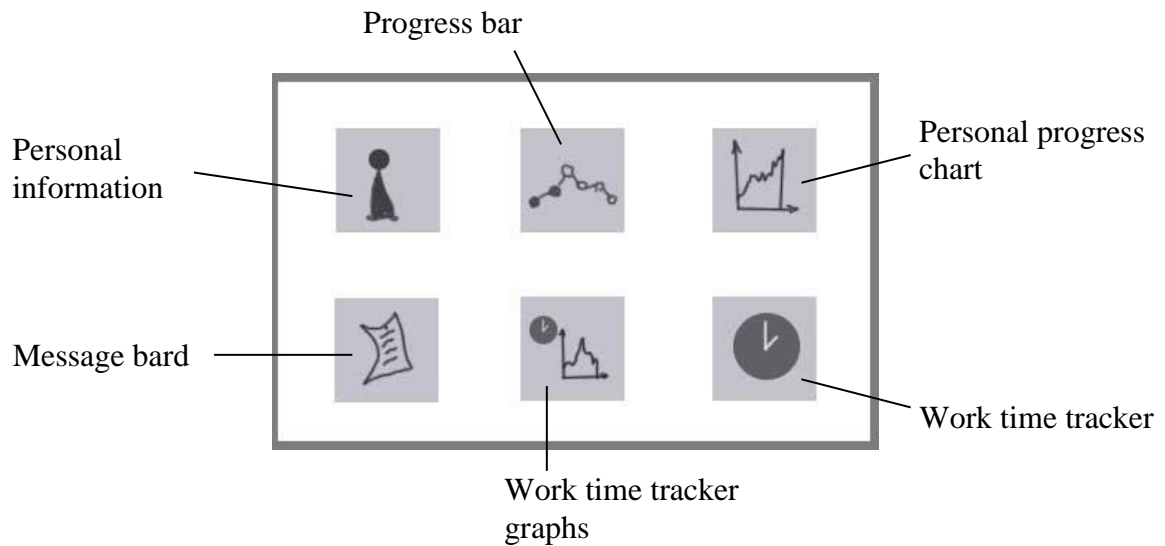 Progress bar
Personal
information
Personal progress
chart
Message bard
Work time tracker
Work time tracker
graphs